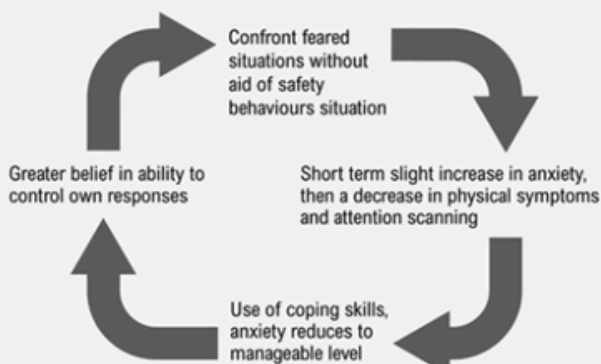 Confront feared
situations without
aid of safety
behaviours situation
Short term slight increase in anxiety,
then a decrease in physical symptoms
and attention scanning
Use of coping skills,
anxiety reduces to
manageable level
Greater belief in ability to
control own responses